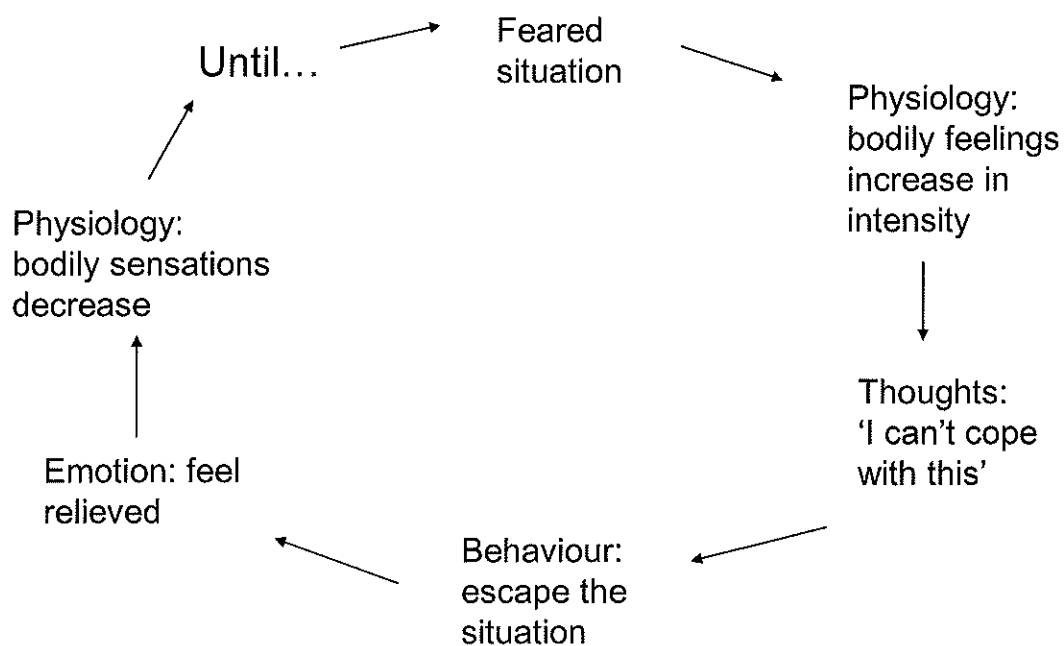 Until…
Feared
situation
Physiology:
bodily feelings
increase in
intensity
Thoughts:
‘I can’t cope
with this’
Behaviour:
escape the
situation
Emotion: feel
relieved
Physiology:
bodily sensations
decrease